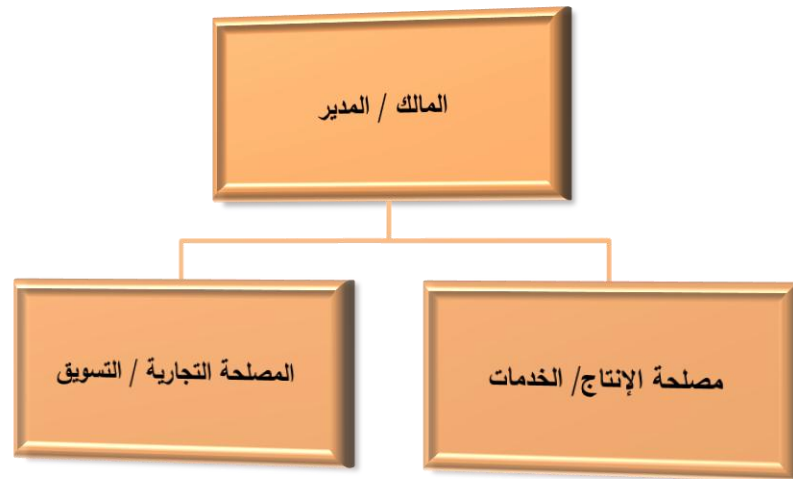 المالك / المدير
مصلحة الإنتاج/ الخدمات
المصلحة التجارية / التسويق